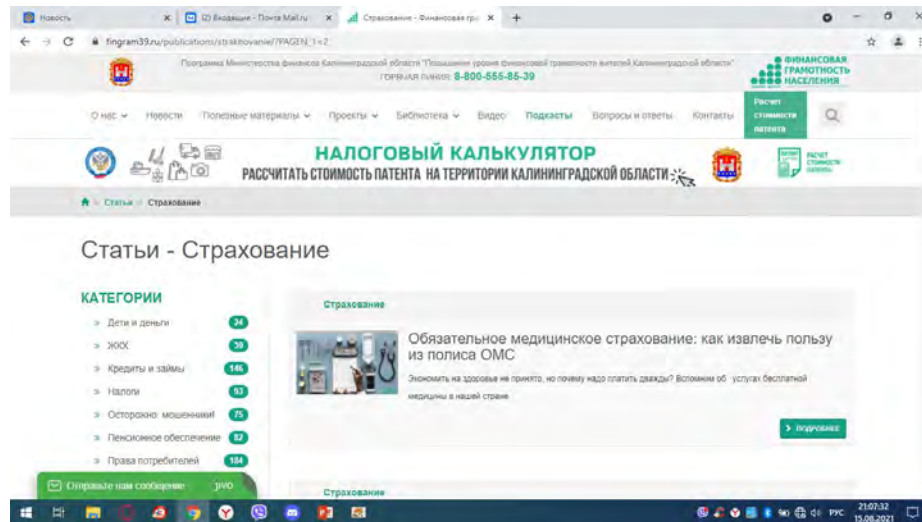 Новость
(2) Входящие - Почта Mail.ru
Страхование - Финансовая гра
fingram39.ru/publications/strakhovanie/?PAGEN_1=2
Программа Министерства финансов Калининградской области "Повышение уровня финансовой грамотности жителей Калининградской области"
ГОРЯЧАЯ ЛИНИЯ: 8-800-555-85-39
ФИНАНСОВАЯ
ГРАМОТНОСТЬ
НАСЕЛЕНИЯ
О нас
Новости
Полезные материалы
Проекты
Библиотека
Видео
Подкасты
Вопросы и ответы
Контакты
Расчет
стоимости
патента
НАЛОГОВЫЙ КАЛЬКУЛЯТОР
РАССЧИТАТЬ СТОИМОСТЬ ПАТЕНТА НА ТЕРРИТОРИИ КАЛИНИНГРАДСКОЙ ОБЛАСТИ
РАСЧЕТ
СТОИМОСТИ
ПАТЕНТА
Статьи
Страхование
Статьи - Страхование
КАТЕГОРИИ
Дети и деньги 24
ЖКХ 39
Кредиты и займы 146
Налоги 93
Осторожно: мошенники! 75
Пенсионное обеспечение 82
Права потребителей 184
Страхование
Обязательное медицинское страхование: как извлечь пользу
из полиса ОМС
Экономить на здоровье не принято, но почему надо платить дважды? Вспомним об услугах бесплатной
медицины в нашей стране
ПОДРОБНЕЕ
Страхование
Отправьте нам сообщение
jivo
РУС
21:07:32
15.08.2021